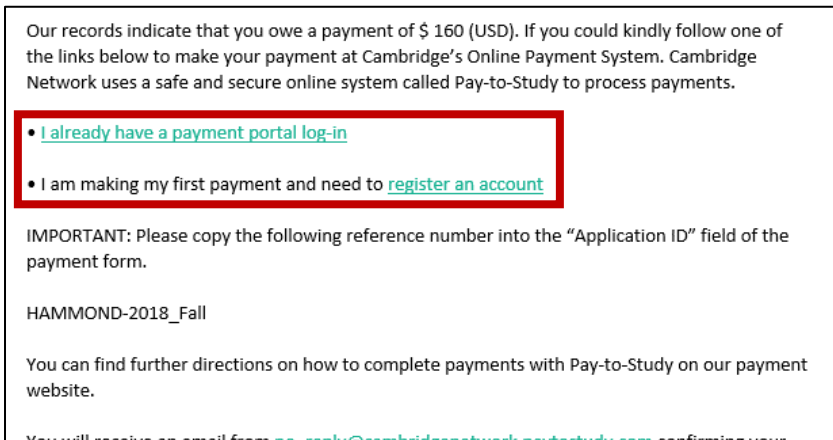 Our records indicate that you owe a payment of $ 160 (USD). If you could kindly follow one of
the links below to make your payment at Cambridge's Online Payment System. Cambridge
Network uses a safe and secure online system called Pay-to-Study to process payments.
• I already have a payment portal log-in
• I am making my first payment and need to register an account
IMPORTANT: Please copy the following reference number into the “Application ID” field of the
payment form.
HAMMOND-2018_Fall
You can find further directions on how to complete payments with Pay-to-Study on our payment
website.
You will receive an email from no_reply@cambridgenetwork.paytostudy.com confirming your